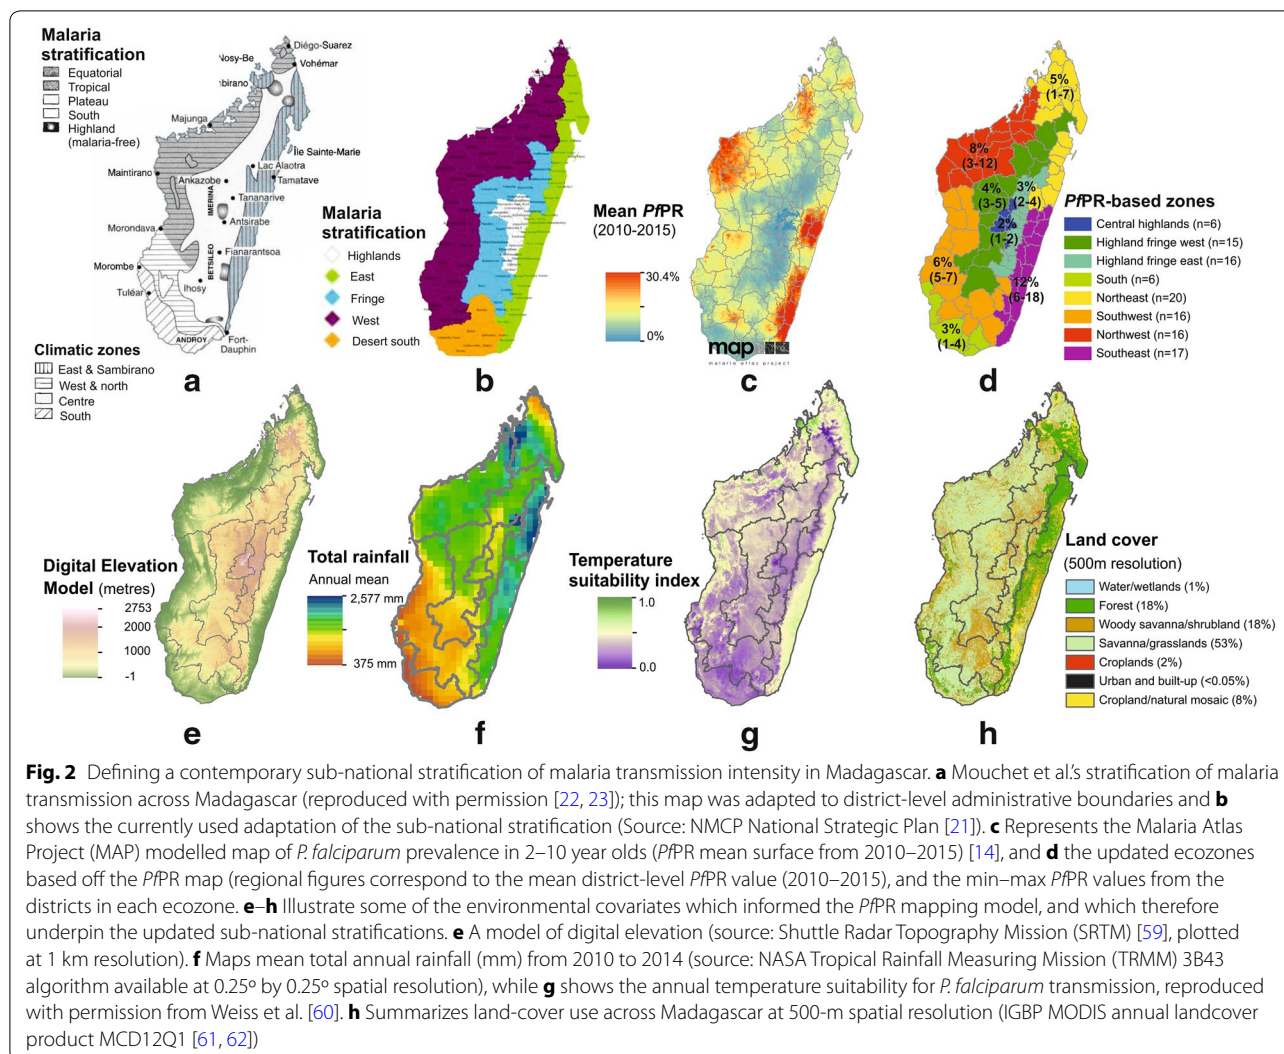 Malaria
stratification
Equatorial
Tropical
Plateau
South
Highland
(malaria-free)
Diégo-Suarez
Nosy-Be
Vohémar
Majunga
Île Sainte-Marie
Lac Alaotra
Maintirano
Ankazobe
Tamatave
IMERINA
Tananarive
Antsirabe
Morondava
BETSILEO
Fianarantsoa
Morombe
Ihosy
Tuléar
ANDROY
Fort-
Dauphin
Climatic zones
East & Sambirano
West & north
Centre
South
a
Malaria
stratification
Highlands
East
Fringe
West
Desert south
b
Mean PfPR
(2010-2015)
30.4%
0%
map
malaria atlas project
c
5%
(1-7)
8%
(3-12)
4%
(3-5)
3%
(2-4)
2%
(1-2)
6%
(5-7)
12%
(6-18)
3%
(1-4)
PfPR-based zones
Central highlands (n=6)
Highland fringe west (n=15)
Highland fringe east (n=16)
South (n=6)
Northeast (n=20)
Southwest (n=16)
Northwest (n=16)
Southeast (n=17)
d
Digital Elevation
Model (metres)
2753
2000
1000
-1
e
Total rainfall
Annual mean
2,577 mm
375 mm
f
Temperature
suitability index
1.0
0.0
g
Land cover
(500m resolution)
Water/wetlands (1%)
Forest (18%)
Woody savanna/shrubland (18%)
Savanna/grasslands (53%)
Croplands (2%)
Urban and built-up (<0.05%)
Cropland/natural mosaic (8%)
h
Fig. 2 Defining a contemporary sub-national stratification of malaria transmission intensity in Madagascar. a Mouchet et al.'s stratification of malaria
transmission across Madagascar (reproduced with permission [22, 23]); this map was adapted to district-level administrative boundaries and b
shows the currently used adaptation of the sub-national stratification (Source: NMCP National Strategic Plan [21]). c Represents the Malaria Atlas
Project (MAP) modelled map of P. falciparum prevalence in 2–10 year olds (PfPR mean surface from 2010–2015) [14], and d the updated ecozones
based off the PfPR map (regional figures correspond to the mean district-level PfPR value (2010–2015), and the min–max PfPR values from the
districts in each ecozone. e–h Illustrate some of the environmental covariates which informed the PfPR mapping model, and which therefore
underpin the updated sub-national stratifications. e A model of digital elevation (source: Shuttle Radar Topography Mission (SRTM) [59], plotted
at 1 km resolution). f Maps mean total annual rainfall (mm) from 2010 to 2014 (source: NASA Tropical Rainfall Measuring Mission (TRMM) 3B43
algorithm available at 0.25º by 0.25º spatial resolution), while g shows the annual temperature suitability for P. falciparum transmission, reproduced
with permission from Weiss et al. [60]. h Summarizes land-cover use across Madagascar at 500-m spatial resolution (IGBP MODIS annual landcover
product MCD12Q1 [61, 62])